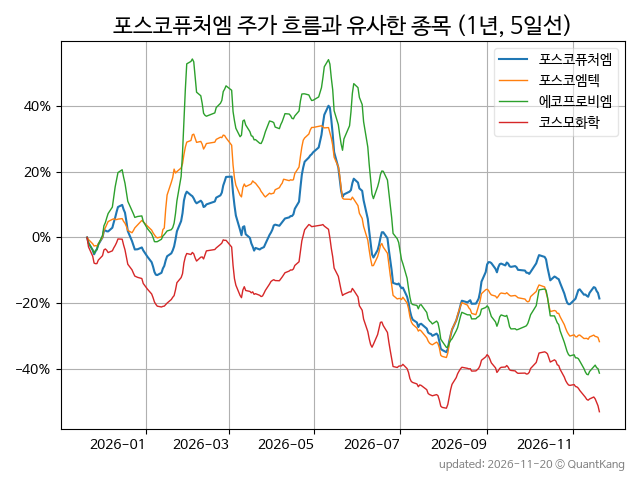 포스코퓨처엠 주가 흐름과 유사한 종목 (1년, 5일선)
포스코퓨처엠
포스코엠텍
에코프로비엠
코스모화학
40%
20%
0%
−20%
−40%
2026-01
2026-03
2026-05
2026-07
2026-09
2026-11
updated: 2026-11-20 © QuantKang